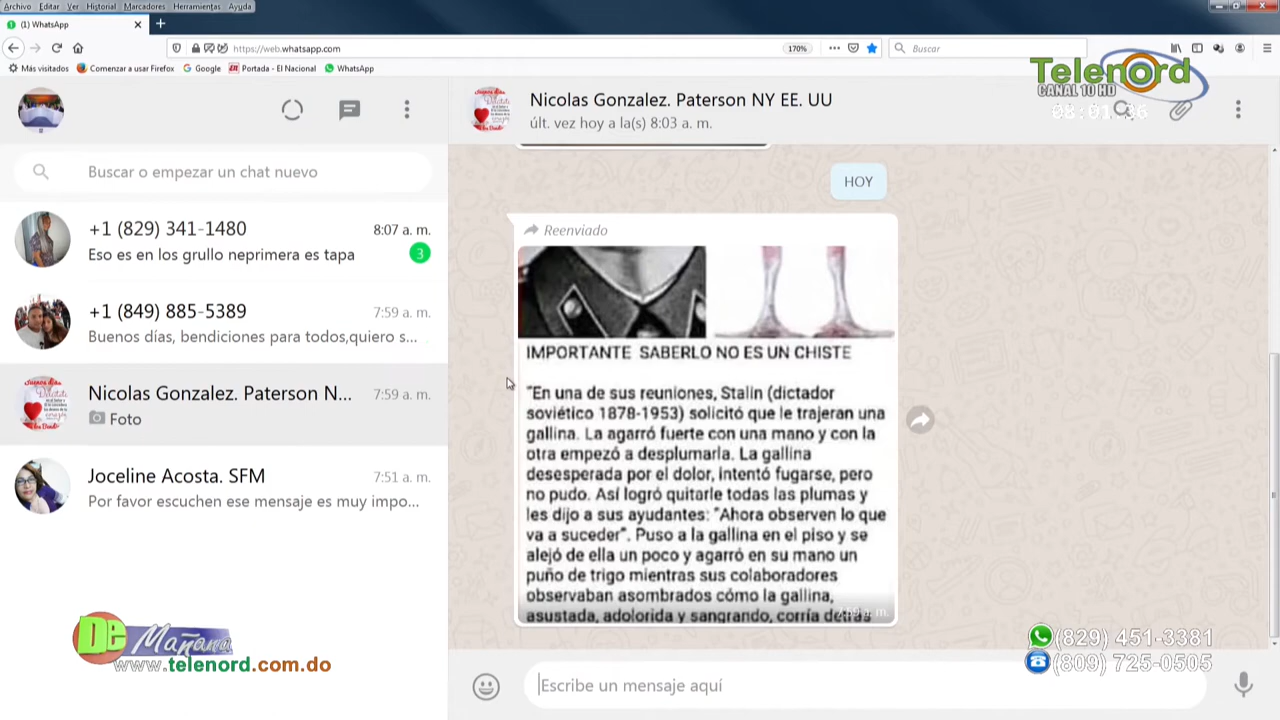 Archivo Editar Ver Historial Marcadores Herramientas Ayuda
(1) WhatsApp
https://web.whatsapp.com
170%
Buscar
Más visitados
Comenzar a usar Firefox
Google
Portada - El Nacional
WhatsApp
Telenord
CANAL 10 HD
Nicolas Gonzalez. Paterson NY EE. UU
últ. vez hoy a la(s) 8:03 a. m.
Buscar o empezar un chat nuevo
+1 (829) 341-1480
8:07 a. m.
Eso es en los grullo neprimera es tapa
3
+1 (849) 885-5389
7:59 a. m.
Buenos días, bendiciones para todos,quiero s...
Nicolas Gonzalez. Paterson N...
7:59 a. m.
Foto
Joceline Acosta. SFM
7:51 a. m.
Por favor escuchen ese mensaje es muy impo...
HOY
Reenviado
IMPORTANTE SABERLO NO ES UN CHISTE
"En una de sus reuniones, Stalin (dictador
soviético 1878-1953) solicitó que le trajeran una
gallina. La agarró fuerte con una mano y con la
otra empezó a desplumarla. La gallina
desesperada por el dolor, intentó fugarse, pero
no pudo. Así logró quitarle todas las plumas y
les dijo a sus ayudantes: "Ahora observen lo que
va a suceder". Puso a la gallina en el piso y se
alejó de ella un poco y agarró en su mano un
puño de trigo mientras sus colaboradores
observaban asombrados cómo la gallina,
asustada, adolorida y sangrando, corría detrás
7:59 a. m.
Escribe un mensaje aquí
De Mañana
www.telenord.com.do
(829) 451-3381
(809) 725-0505